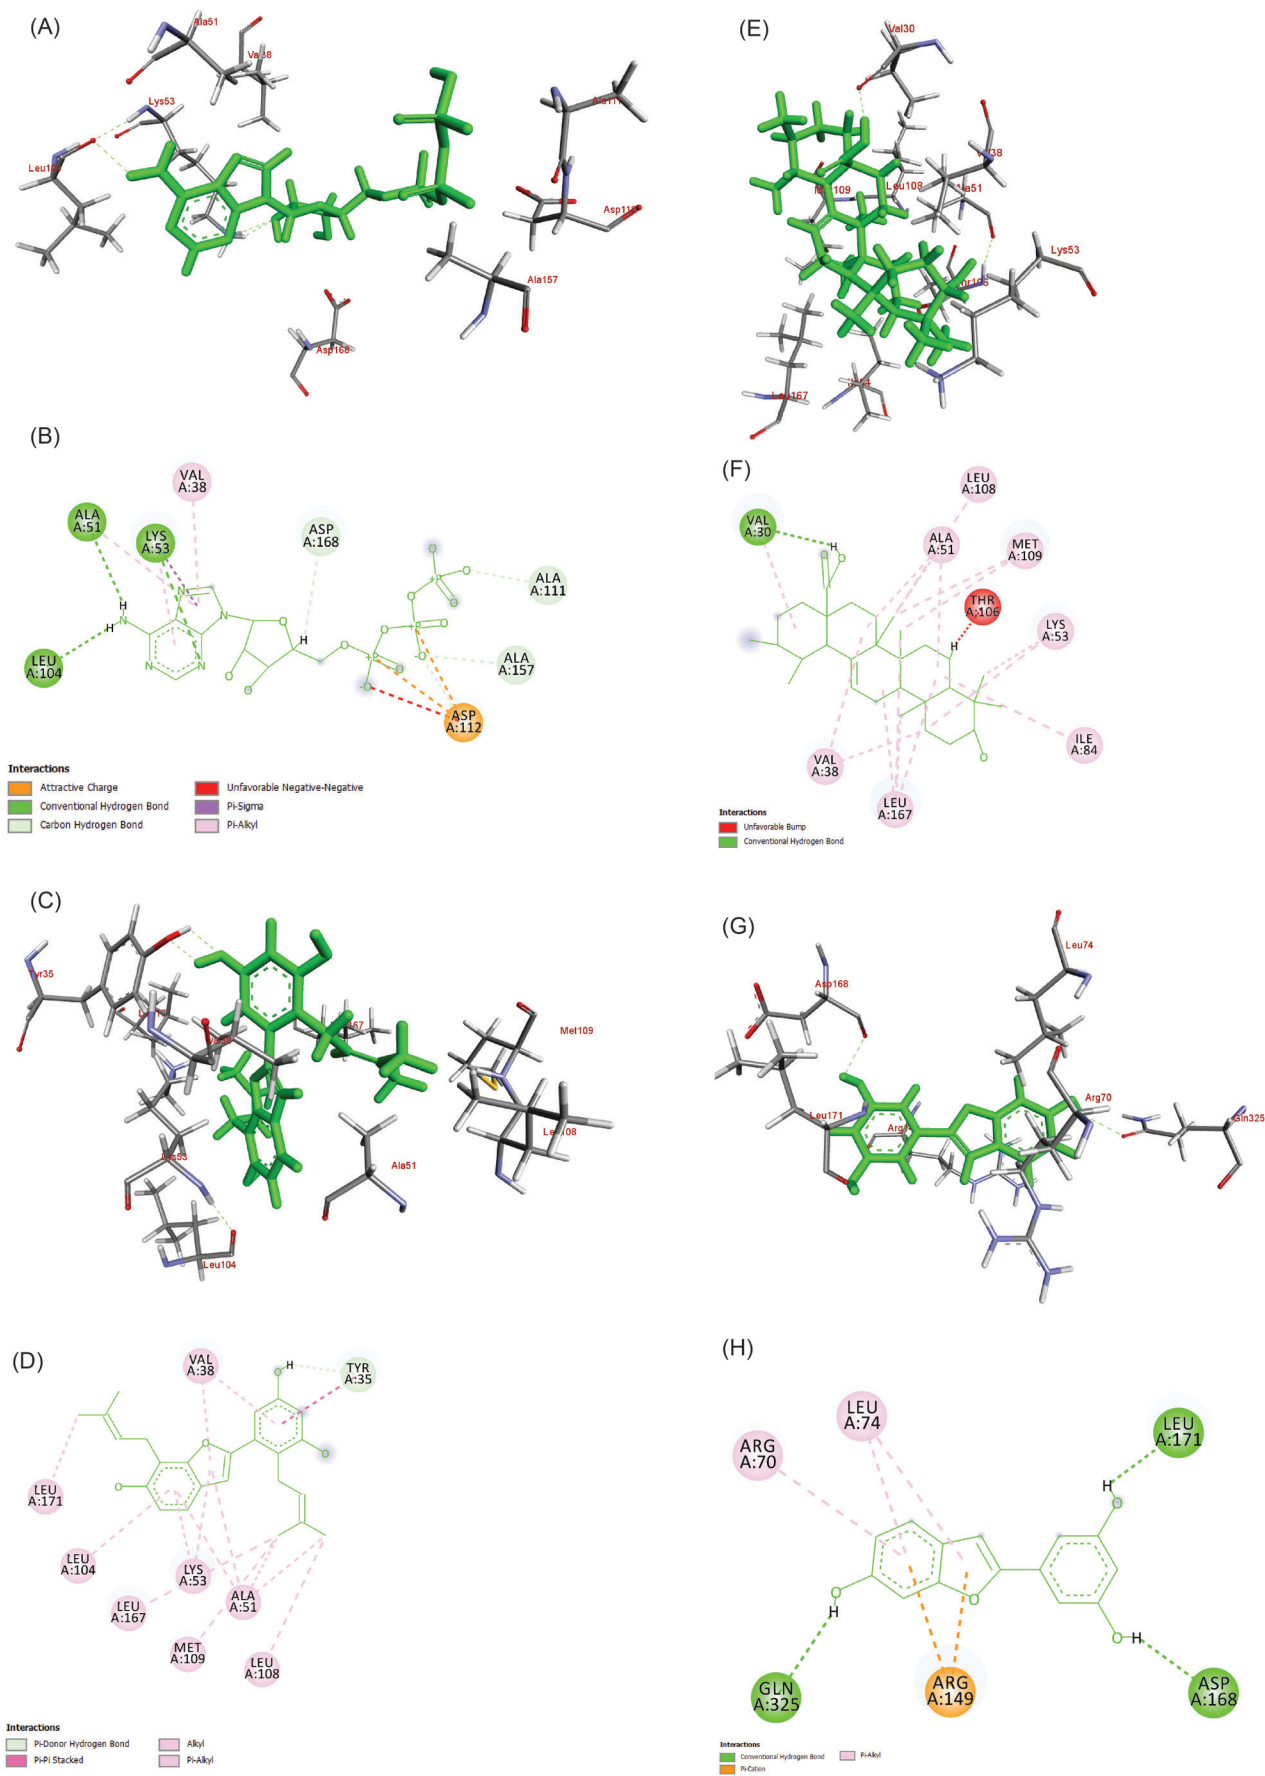 (A)
Ala51
Val38
Lys53
Asp168
Ala157
(B)
VAL
A:38
ALA
A:51
LYS
A:53
ASP
A:168
ALA
A:111
LEU
A:104
ALA
A:157
ASP
A:112
H
H
N
N
N
N
N
O
O
O
O
O
O
O
O
O
O
+P
+P
+P
-O
-O
H
Interactions
Attractive Charge
Conventional Hydrogen Bond
Carbon Hydrogen Bond
Unfavorable Negative-Negative
Pi-Sigma
Pi-Alkyl
(C)
Tyr35
Met109
Lys53
Ala51
Leu104
(D)
VAL
A:38
TYR
A:35
LEU
A:171
LEU
A:104
LYS
A:53
LEU
A:167
ALA
A:51
MET
A:109
LEU
A:108
O
H
O
O
O
Interactions
Pi-Donor Hydrogen Bond
Pi-Pi Stacked
Alkyl
Pi-Alkyl
(E)
Val30
Leu108
Lys53
(F)
LEU
A:108
VAL
A:30
ALA
A:51
MET
A:109
THR
A:106
LYS
A:53
ILE
A:84
VAL
A:38
LEU
A:167
H
O
O
H
O
Interactions
Unfavorable Bump
Conventional Hydrogen Bond
(G)
Leu74
Asp168
Leu171
Arg70
Gln325
(H)
LEU
A:74
LEU
A:171
ARG
A:70
GLN
A:325
ARG
A:149
ASP
A:168
H
O
O
H
O
O
H
Interactions
Conventional Hydrogen Bond
Pi-Cation
Pi-Alkyl